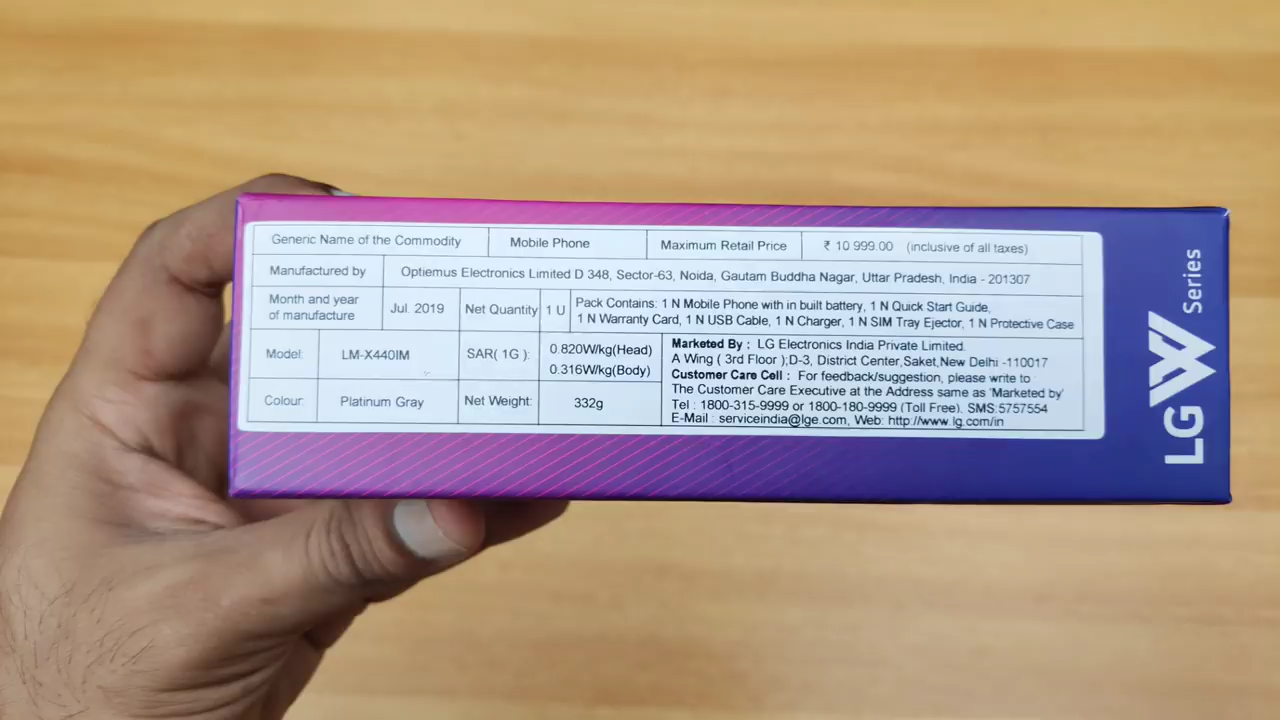 Generic Name of the Commodity Mobile Phone Maximum Retail Price ₹ 10 999.00 (inclusive of all taxes)
Manufactured by Optiemus Electronics Limited D 348, Sector-63, Noida, Gautam Buddha Nagar, Uttar Pradesh, India - 201307
Month and year
of manufacture
Jul. 2019
Net Quantity 1 U
Pack Contains: 1 N Mobile Phone with in built battery, 1 N Quick Start Guide,
1 N Warranty Card, 1 N USB Cable, 1 N Charger, 1 N SIM Tray Ejector, 1 N Protective Case
Model: LM-X440IM
SAR( 1G ): 0.820W/kg(Head)
0.316W/kg(Body)
Colour: Platinum Gray
Net Weight: 332g
Marketed By : LG Electronics India Private Limited.
A Wing ( 3rd Floor );D-3, District Center,Saket,New Delhi -110017
Customer Care Cell : For feedback/suggestion, please write to
The Customer Care Executive at the Address same as 'Marketed by'
Tel : 1800-315-9999 or 1800-180-9999 (Toll Free). SMS:5757554
E-Mail : serviceindia@lge.com, Web: http://www.lg.com/in
LG W Series